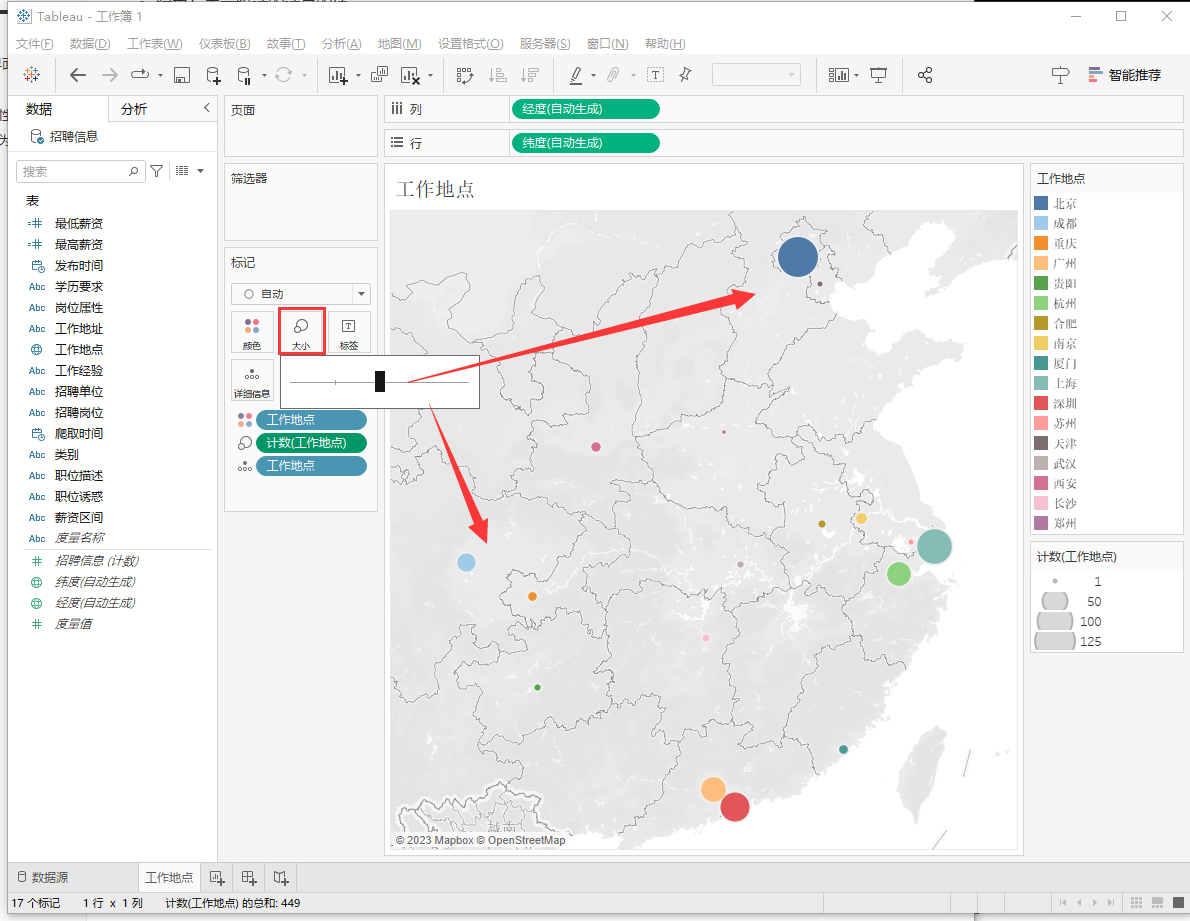 Tableau - 工作簿 1
文件(F) 数据(D) 工作表(W) 仪表板(B) 故事(T) 分析(A) 地图(M) 设置格式(O) 服务器(S) 窗口(N) 帮助(H)
智能推荐
数据 分析
招聘信息
搜索
表
最低薪资
最高薪资
发布时间
Abc 学历要求
Abc 岗位属性
Abc 工作地址
工作地点
Abc 工作经验
Abc 招聘单位
Abc 招聘岗位
爬取时间
Abc 类别
Abc 职位描述
Abc 职位诱惑
Abc 薪资区间
Abc 度量名称
招聘信息 (计数)
纬度(自动生成)
经度(自动生成)
度量值
页面
筛选器
标记
自动
颜色 大小 标签
详细信息
工作地点
计数(工作地点)
工作地点
列 经度(自动生成)
行 纬度(自动生成)
工作地点
越南
© 2023 Mapbox © OpenStreetMap
工作地点
北京
成都
重庆
广州
贵阳
杭州
合肥
南京
厦门
上海
深圳
苏州
天津
武汉
西安
长沙
郑州
计数(工作地点)
1
50
100
125
数据源 工作地点
17 个标记 1 行 x 1 列 计数(工作地点) 的总和: 449